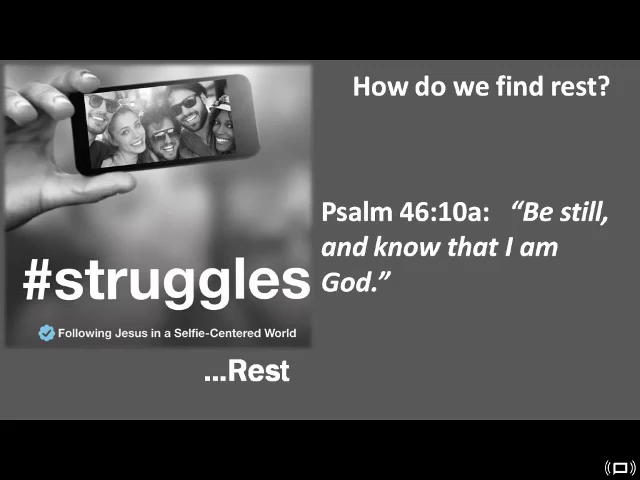 How do we find rest?
Psalm 46:10a: “Be still,
and know that I am
God.”
#struggles
Following Jesus in a Selfie-Centered World
...Rest